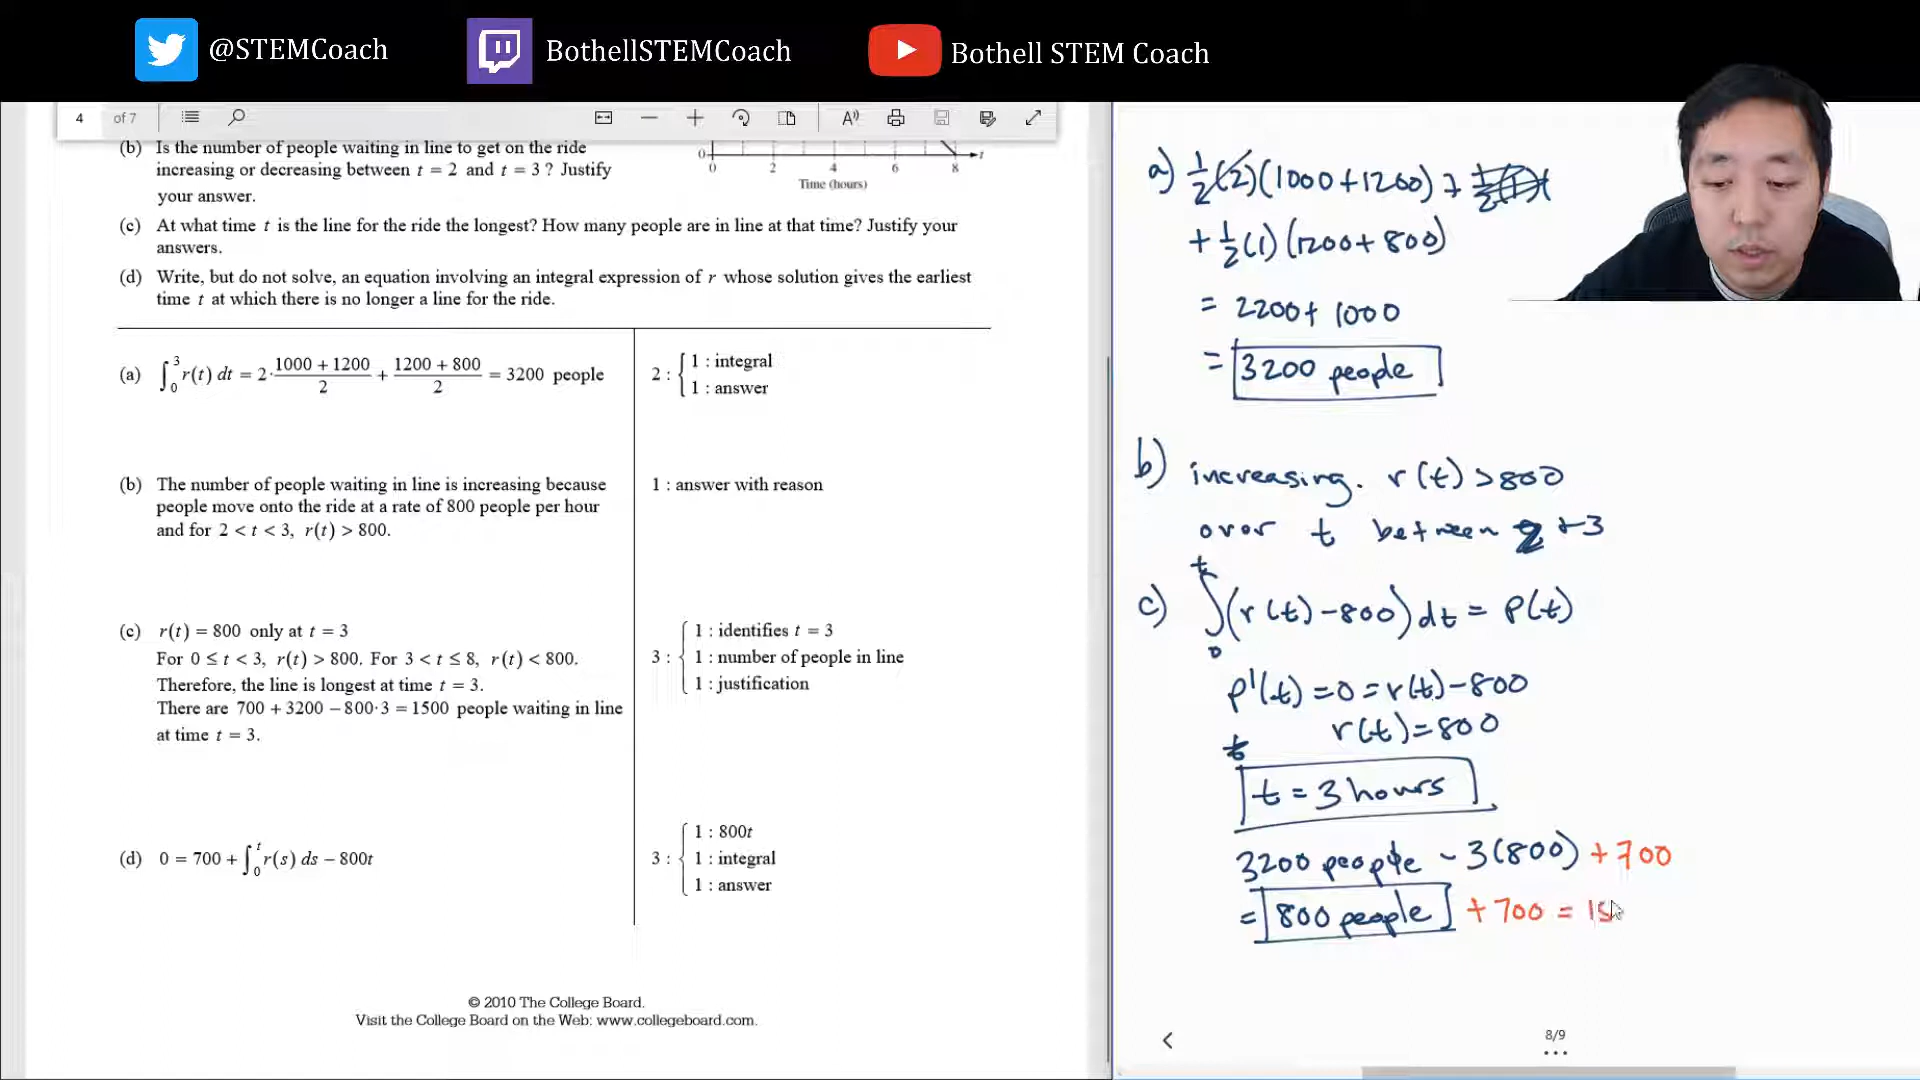 @STEMCoach
BothellSTEMCoach
Bothell STEM Coach
4 of 7
(b) Is the number of people waiting in line to get on the ride
increasing or decreasing between t = 2 and t = 3 ? Justify
your answer.
0
0 2 4 6 8 t
Time (hours)
(c) At what time t is the line for the ride the longest? How many people are in line at that time? Justify your
answers.
(d) Write, but do not solve, an equation involving an integral expression of r whose solution gives the earliest
time t at which there is no longer a line for the ride.
(a) ∫₀³ r(t) dt = 2 · (1000 + 1200)/2 + (1200 + 800)/2 = 3200 people
2 : { 1 : integral
1 : answer
(b) The number of people waiting in line is increasing because
people move onto the ride at a rate of 800 people per hour
and for 2 < t < 3, r(t) > 800.
1 : answer with reason
(c) r(t) = 800 only at t = 3
For 0 ≤ t < 3, r(t) > 800. For 3 < t ≤ 8, r(t) < 800.
Therefore, the line is longest at time t = 3.
There are 700 + 3200 − 800·3 = 1500 people waiting in line
at time t = 3.
3 : { 1 : identifies t = 3
1 : number of people in line
1 : justification
(d) 0 = 700 + ∫₀ᵗ r(s) ds − 800t
3 : { 1 : 800t
1 : integral
1 : answer
© 2010 The College Board.
Visit the College Board on the Web: www.collegeboard.com.
a) 1/2 (2)(1000+1200) +
+ 1/2 (1)(1200+800)
= 2200+ 1000
= 3200 people
b) increasing. r(t) >800
over t between 2 + 3
c) ∫₀ᵗ (r(t) −800) dt = P(t)
P'(t) =0 = r(t) −800
r(t) =800
t
t = 3 hours
3200 people − 3(800) + 700
= 800 people + 700 = 15
8/9